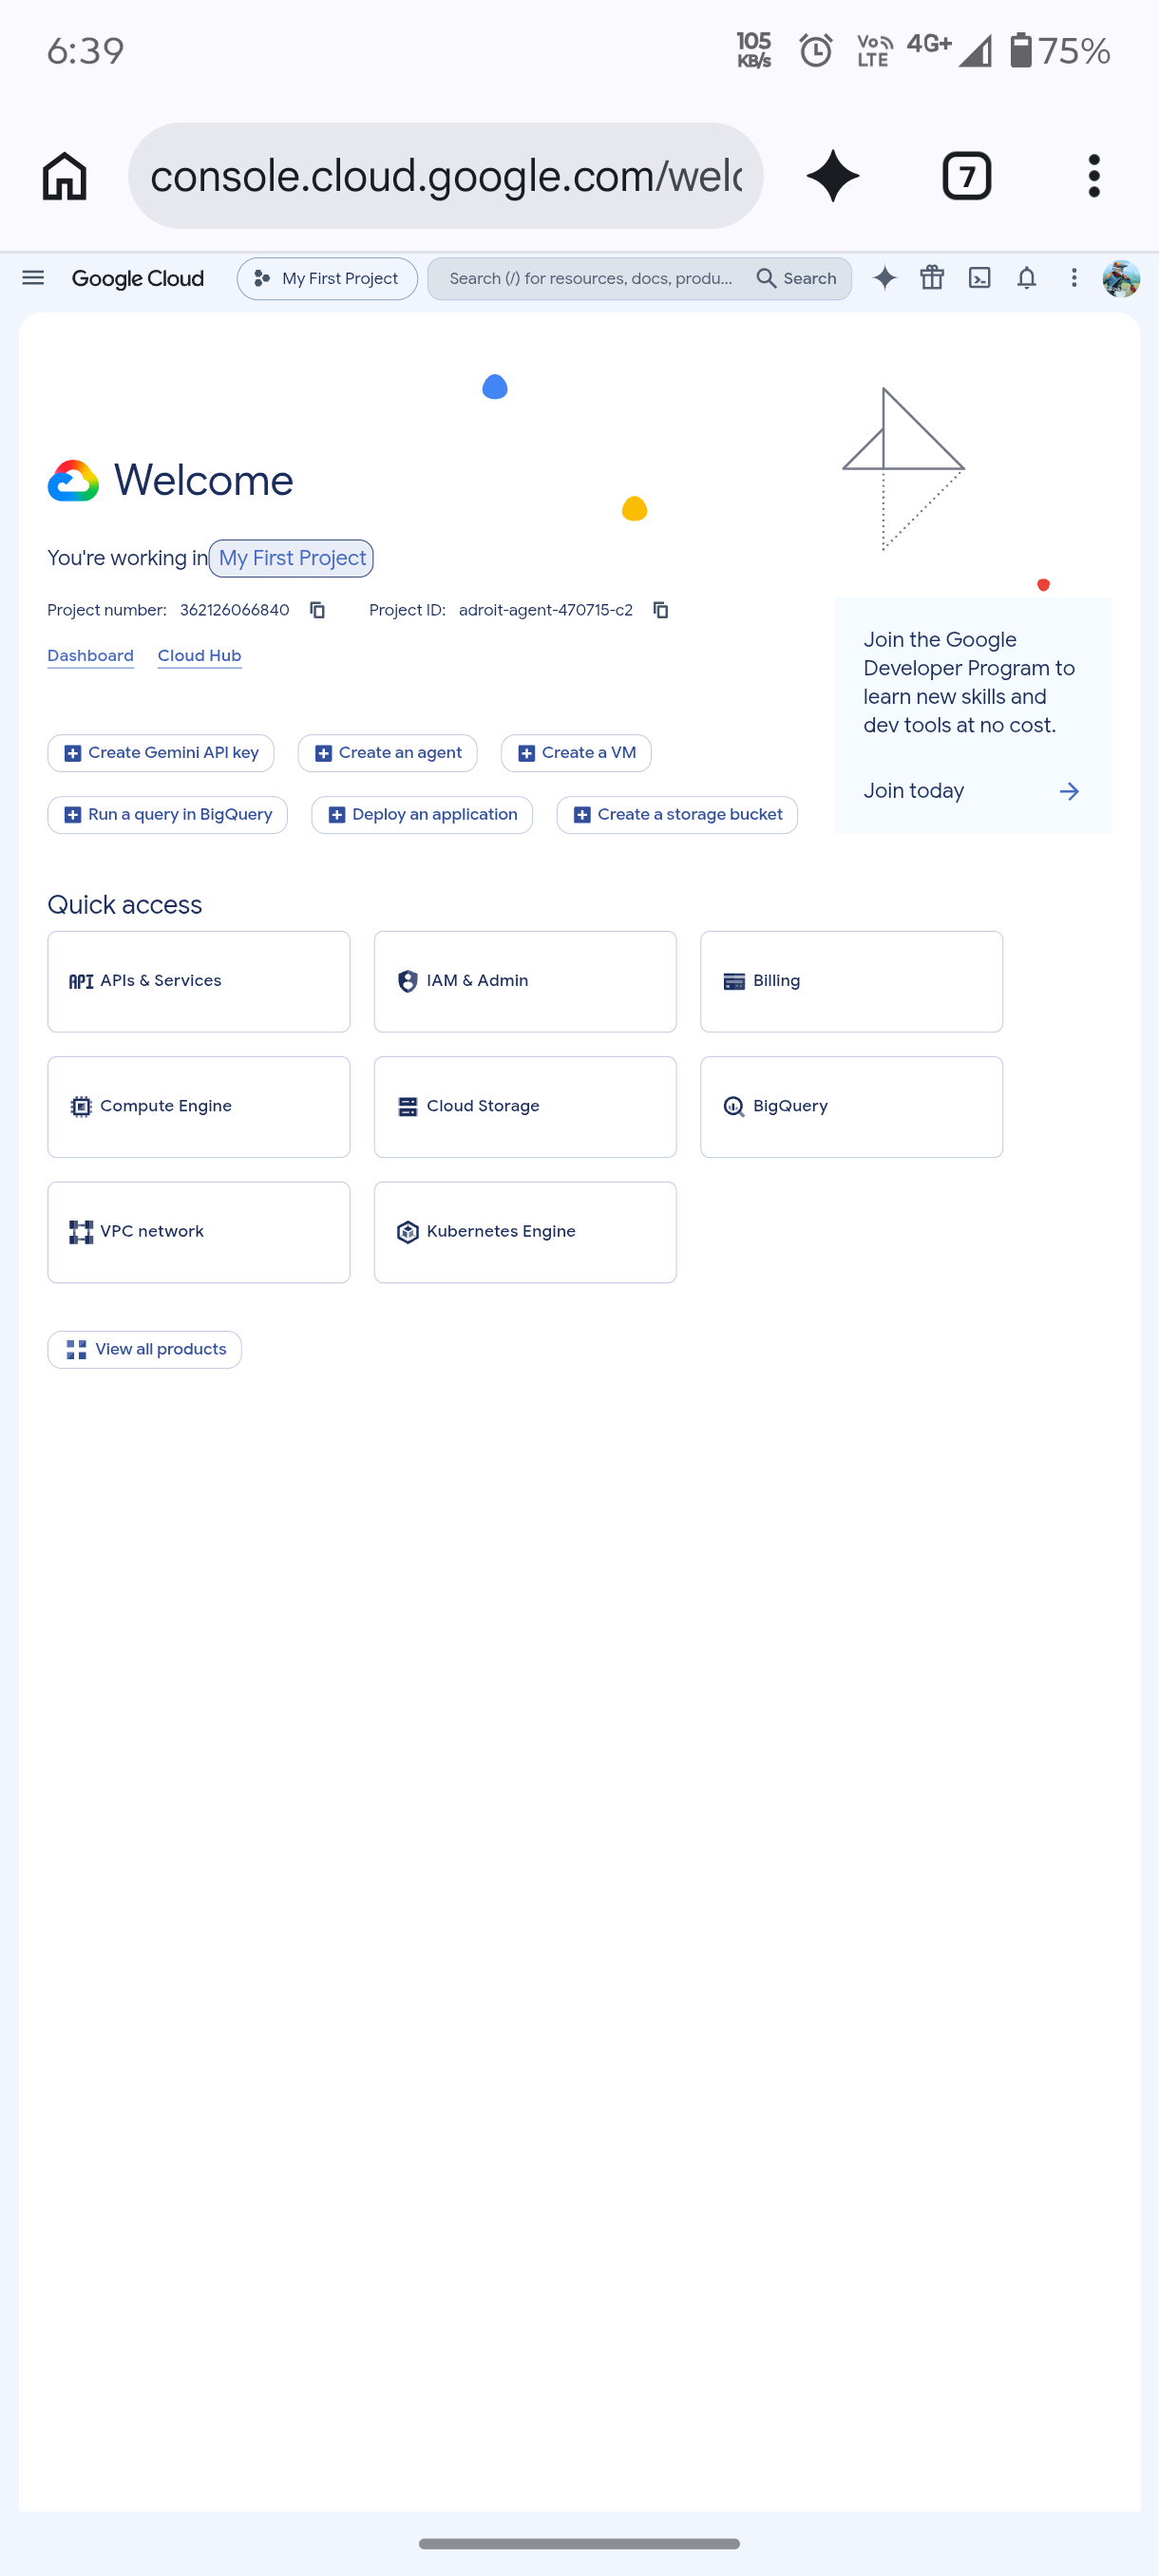 6:39
105 KB/s Vo LTE 4G+ 75%
console.cloud.google.com/welc
7
Google Cloud My First Project Search (/) for resources, docs, produ... Search
Welcome
You're working in My First Project
Project number: 362126066840 Project ID: adroit-agent-470715-c2
Dashboard Cloud Hub
Join the Google
Developer Program to
learn new skills and
dev tools at no cost.
Join today
Create Gemini API key Create an agent Create a VM
Run a query in BigQuery Deploy an application Create a storage bucket
Quick access
API APIs & Services IAM & Admin Billing
Compute Engine Cloud Storage BigQuery
VPC network Kubernetes Engine
View all products